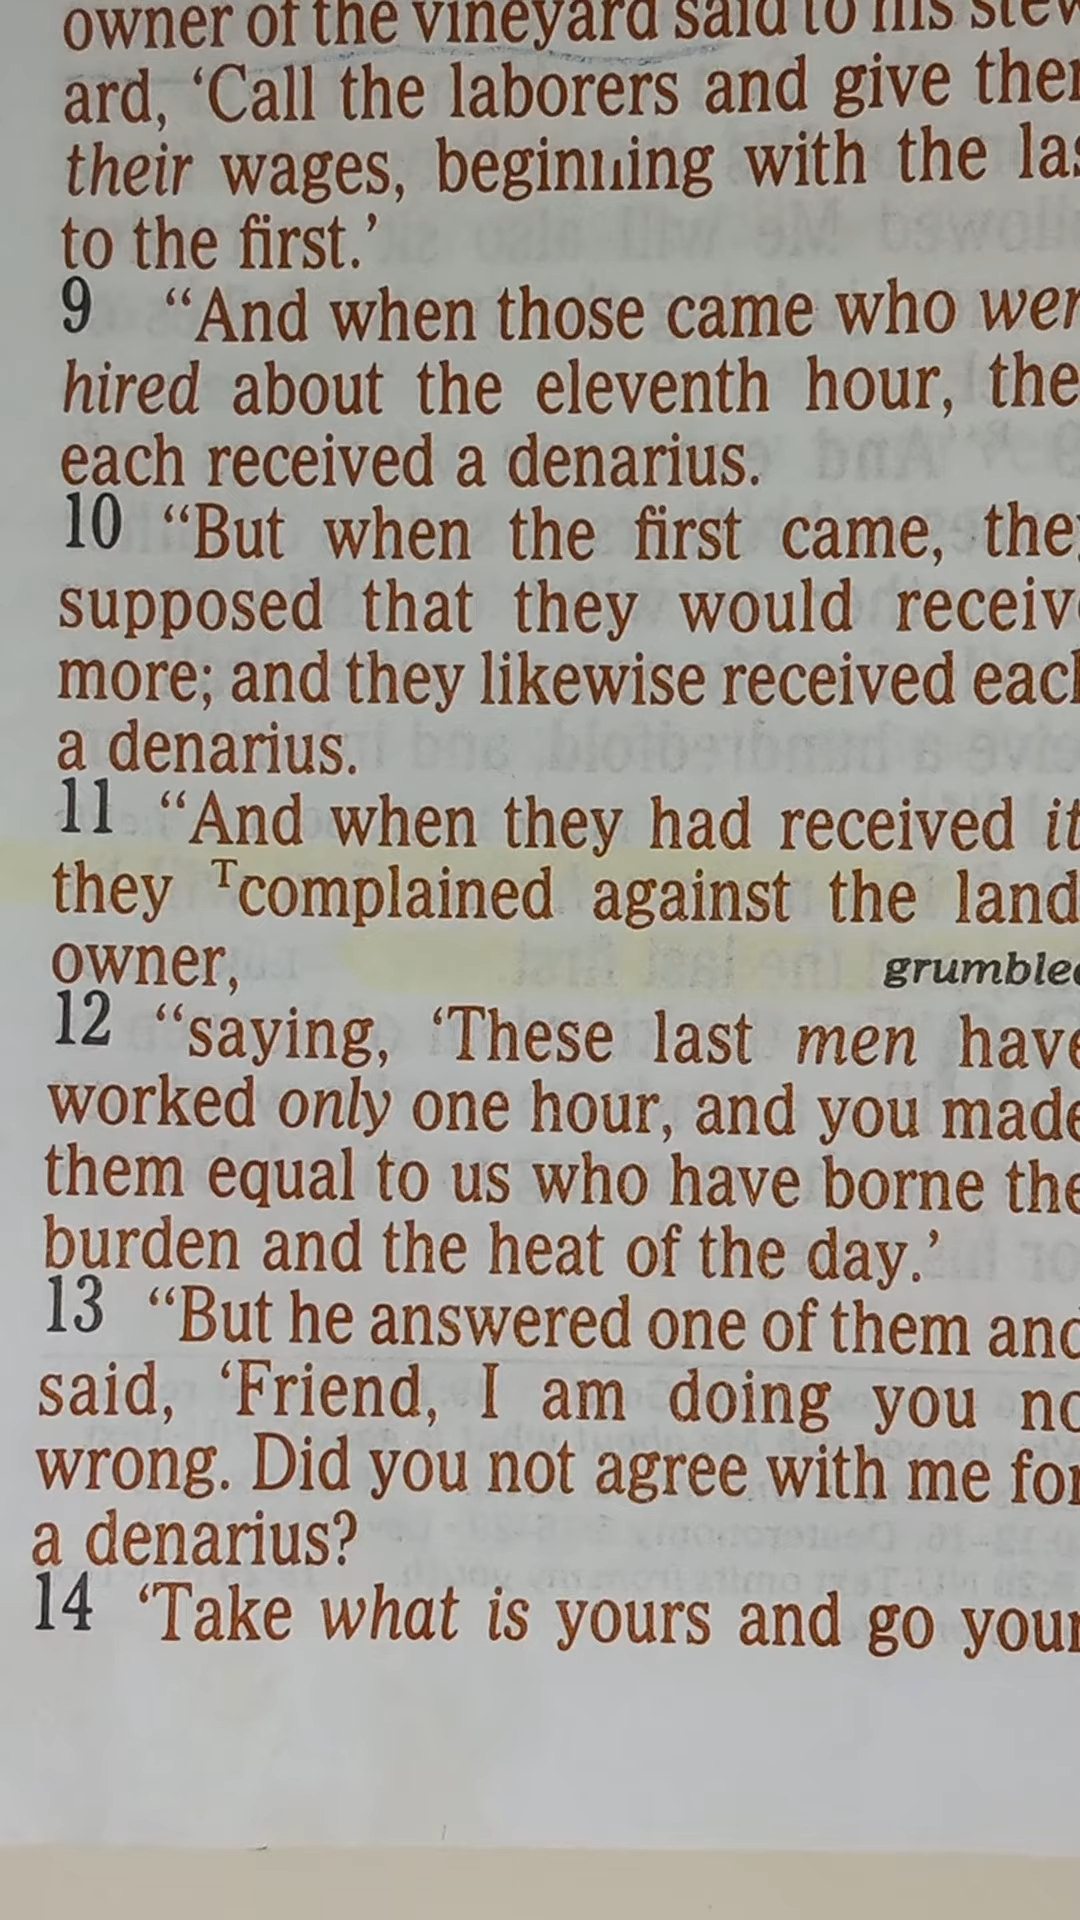 owner of the vineyard said to his stew
ard, ‘Call the laborers and give ther
their wages, beginning with the las
to the first.’
9 “And when those came who wer
hired about the eleventh hour, the
each received a denarius.
10 “But when the first came, the
supposed that they would receiv
more; and they likewise received eacl
a denarius.
11 “And when they had received it
they ᵀcomplained against the land
owner, grumbled
12 “saying, ‘These last men have
worked only one hour, and you made
them equal to us who have borne the
burden and the heat of the day.’
13 “But he answered one of them and
said, ‘Friend, I am doing you no
wrong. Did you not agree with me for
a denarius?
14 ‘Take what is yours and go your